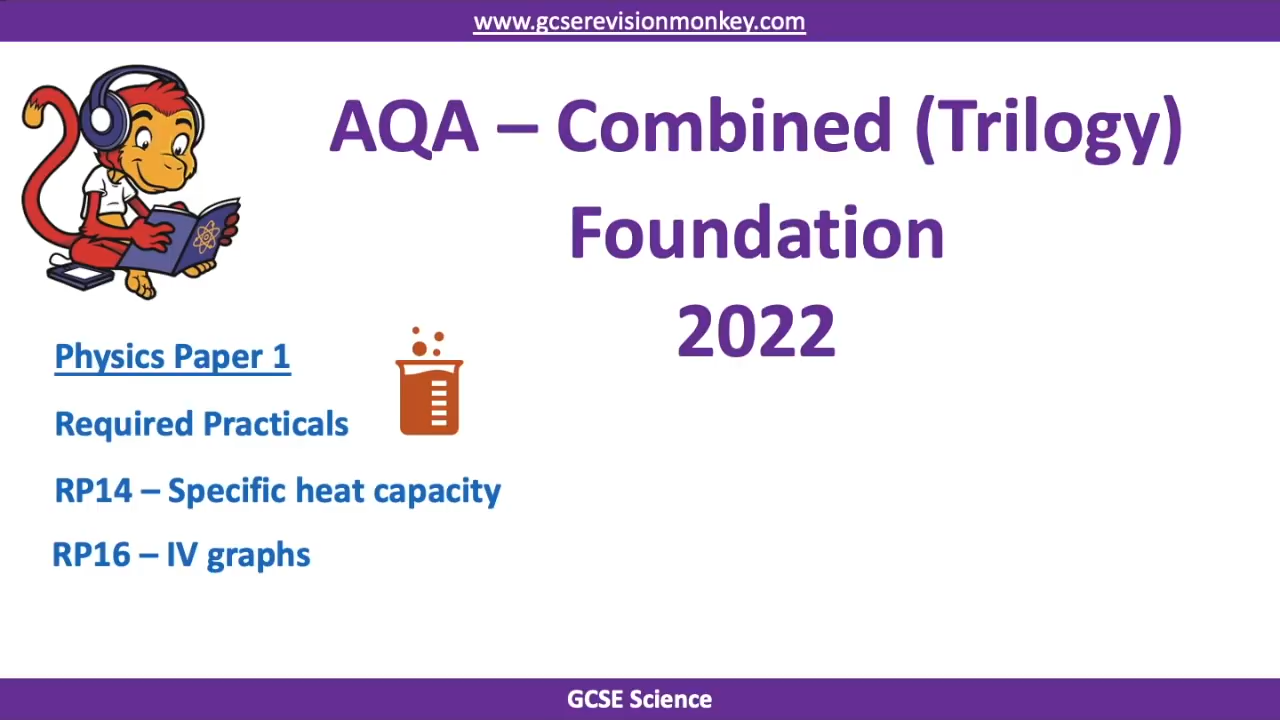 www.gcserevisionmonkey.com
AQA – Combined (Trilogy)
Foundation
2022
Physics Paper 1
Required Practicals
RP14 – Specific heat capacity
RP16 – IV graphs
GCSE Science